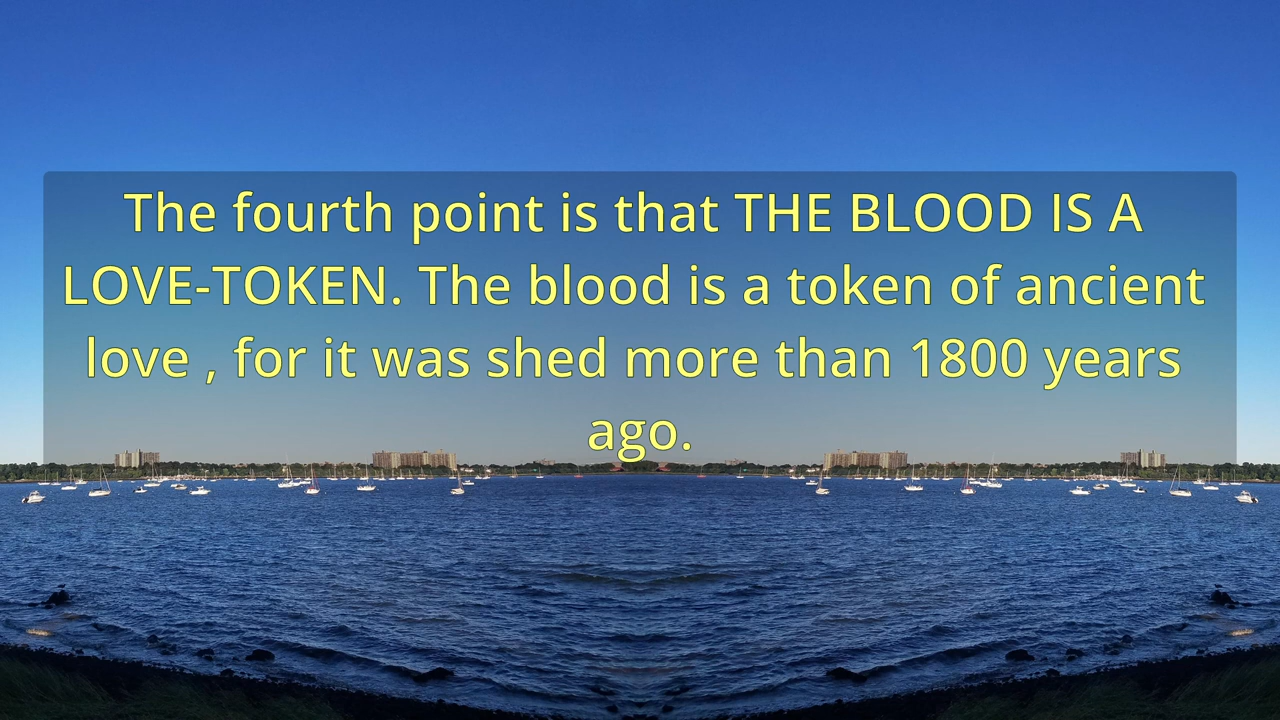 The fourth point is that THE BLOOD IS A
LOVE-TOKEN. The blood is a token of ancient
love , for it was shed more than 1800 years
ago.